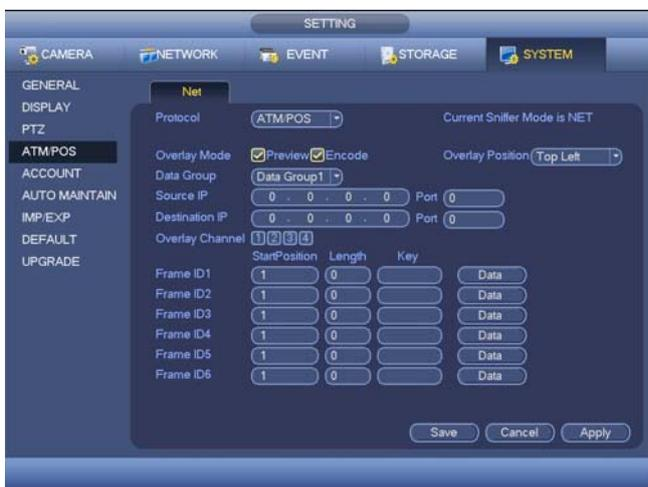 SETTING
CAMERA NETWORK EVENT STORAGE SYSTEM
GENERAL
DISPLAY
PTZ
ATM/POS
ACCOUNT
AUTO MAINTAIN
IMP/EXP
DEFAULT
UPGRADE
Net
Protocol ATM/POS Current Sniffer Mode is NET
Overlay Mode Preview Encode Overlay Position Top Left
Data Group Data Group1
Source IP 0 . 0 . 0 . 0 Port 0
Destination IP 0 . 0 . 0 . 0 Port 0
Overlay Channel 1 2 3 4
StartPosition Length Key
Frame ID1 1 0 Data
Frame ID2 1 0 Data
Frame ID3 1 0 Data
Frame ID4 1 0 Data
Frame ID5 1 0 Data
Frame ID6 1 0 Data
Save Cancel Apply